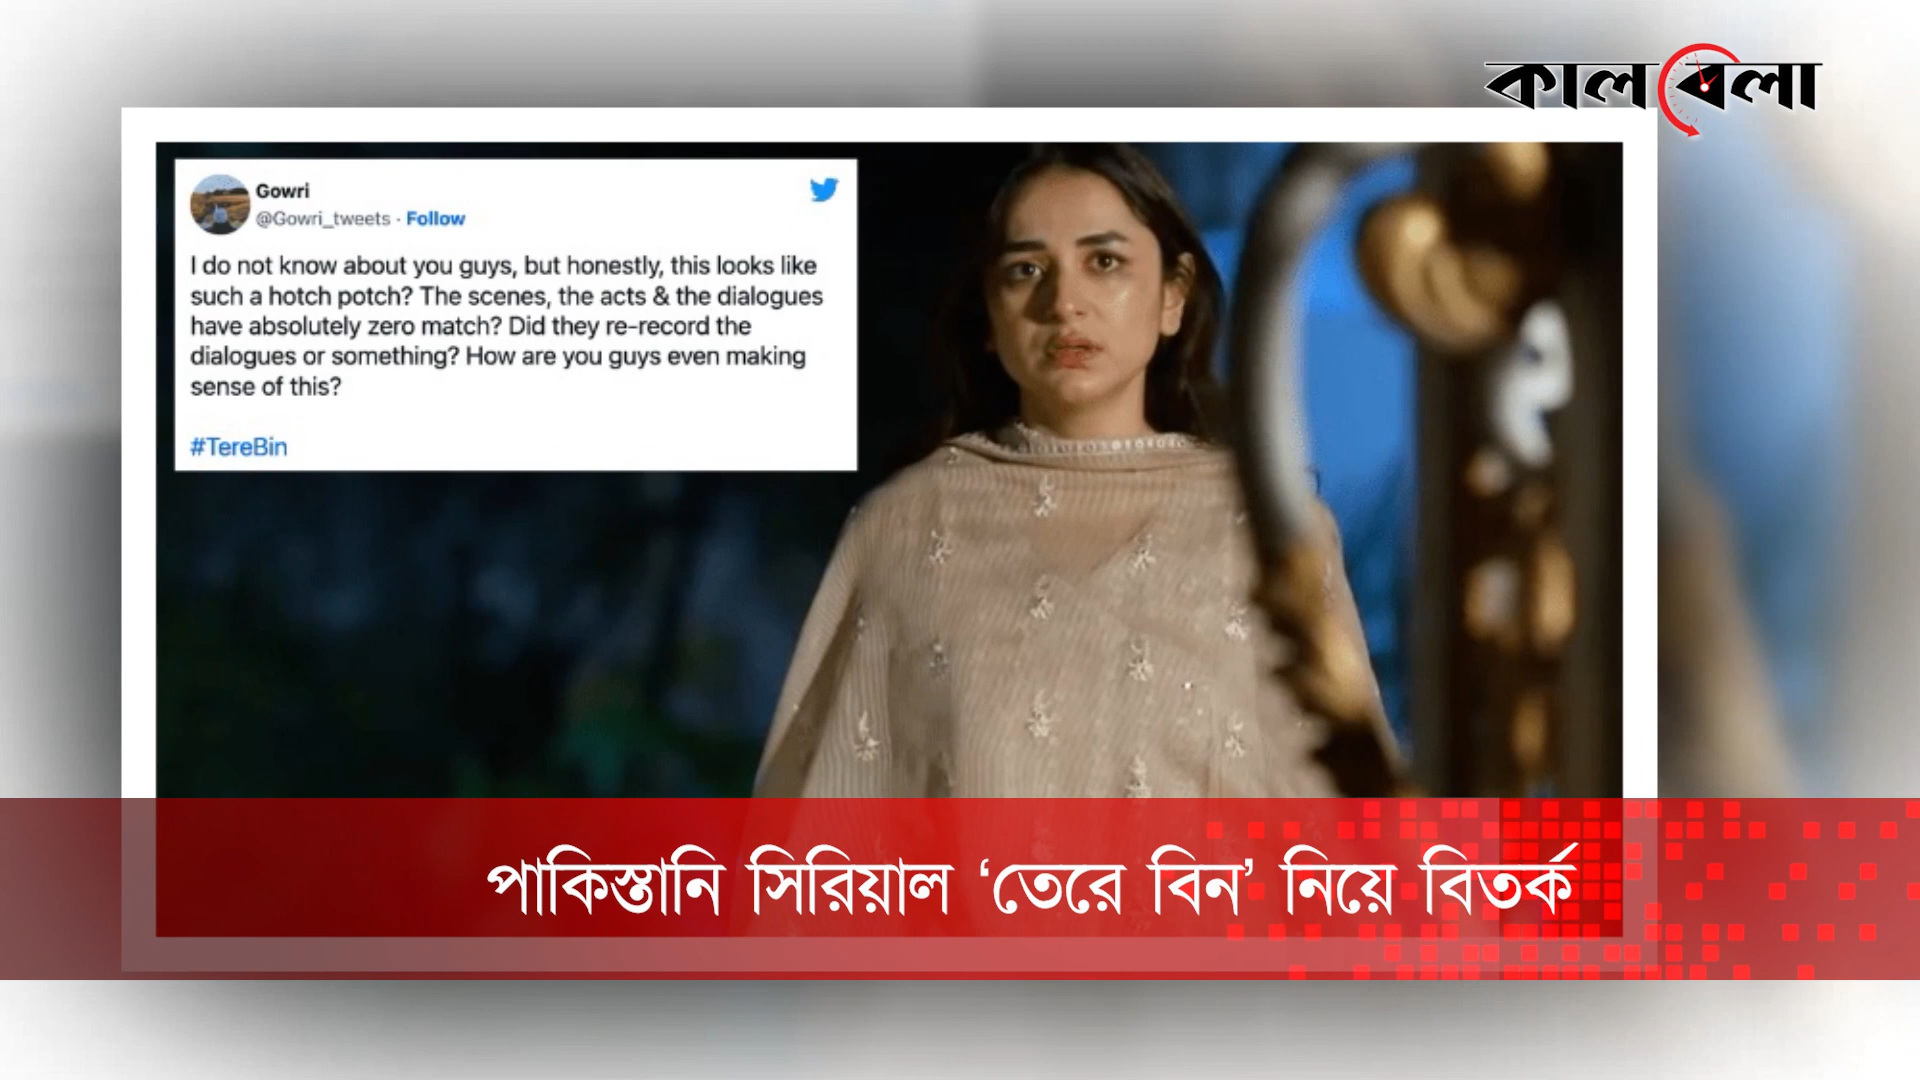 কালবেলা
Gowri
@Gowri_tweets · Follow
I do not know about you guys, but honestly, this looks like
such a hotch potch? The scenes, the acts & the dialogues
have absolutely zero match? Did they re-record the
dialogues or something? How are you guys even making
sense of this?
#TereBin
পাকিস্তানি সিরিয়াল ‘তেরে বিন’ নিয়ে বিতর্ক